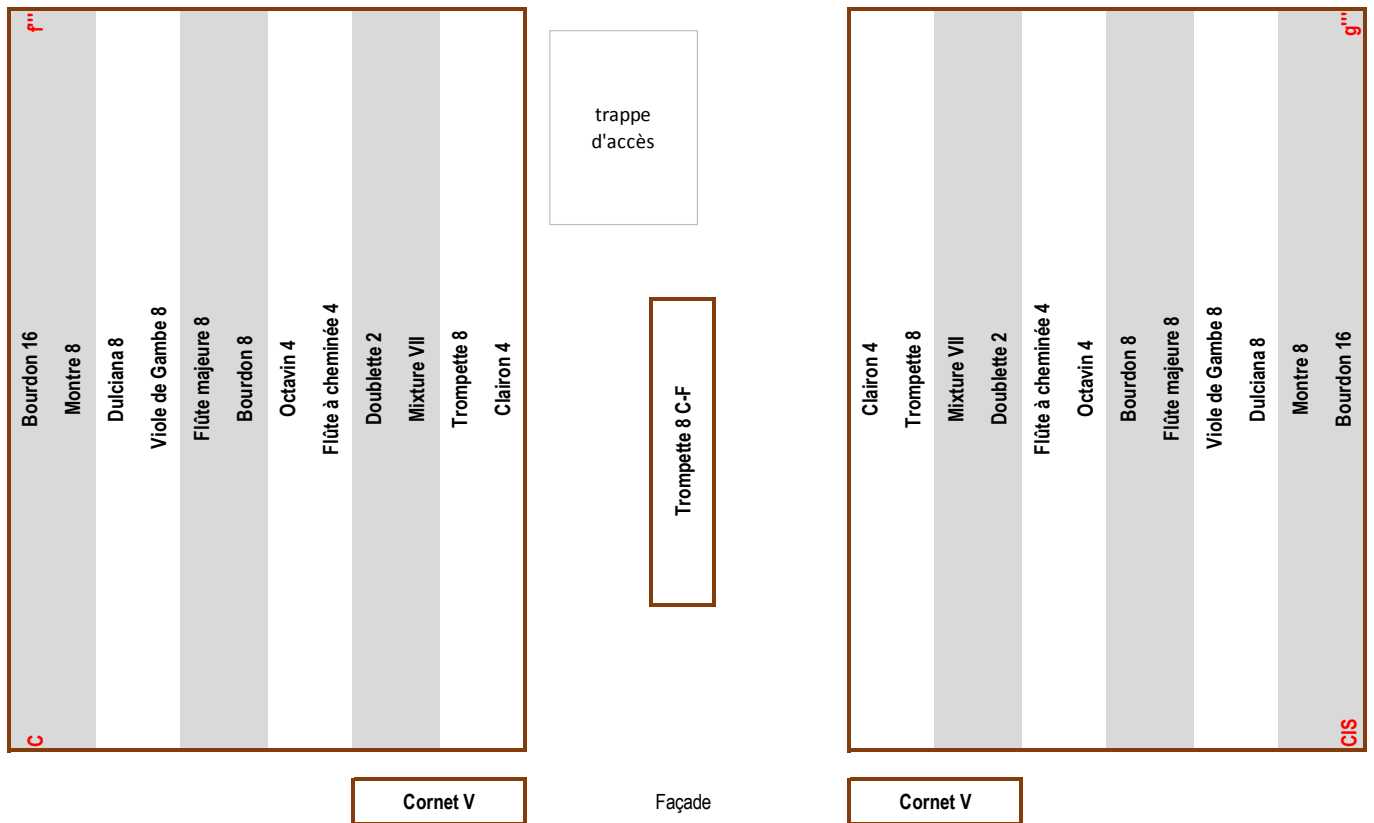 f'''
g'''
trappe
d'accès
Bourdon 16
Montre 8
Dulciana 8
Viole de Gambe 8
Flûte majeure 8
Bourdon 8
Octavin 4
Flûte à cheminée 4
Doublette 2
Mixture VII
Trompette 8
Clairon 4
Trompette 8 C-F
Clairon 4
Trompette 8
Mixture VII
Doublette 2
Flûte à cheminée 4
Octavin 4
Bourdon 8
Flûte majeure 8
Viole de Gambe 8
Dulciana 8
Montre 8
Bourdon 16
C
CIS
Cornet V
Façade
Cornet V